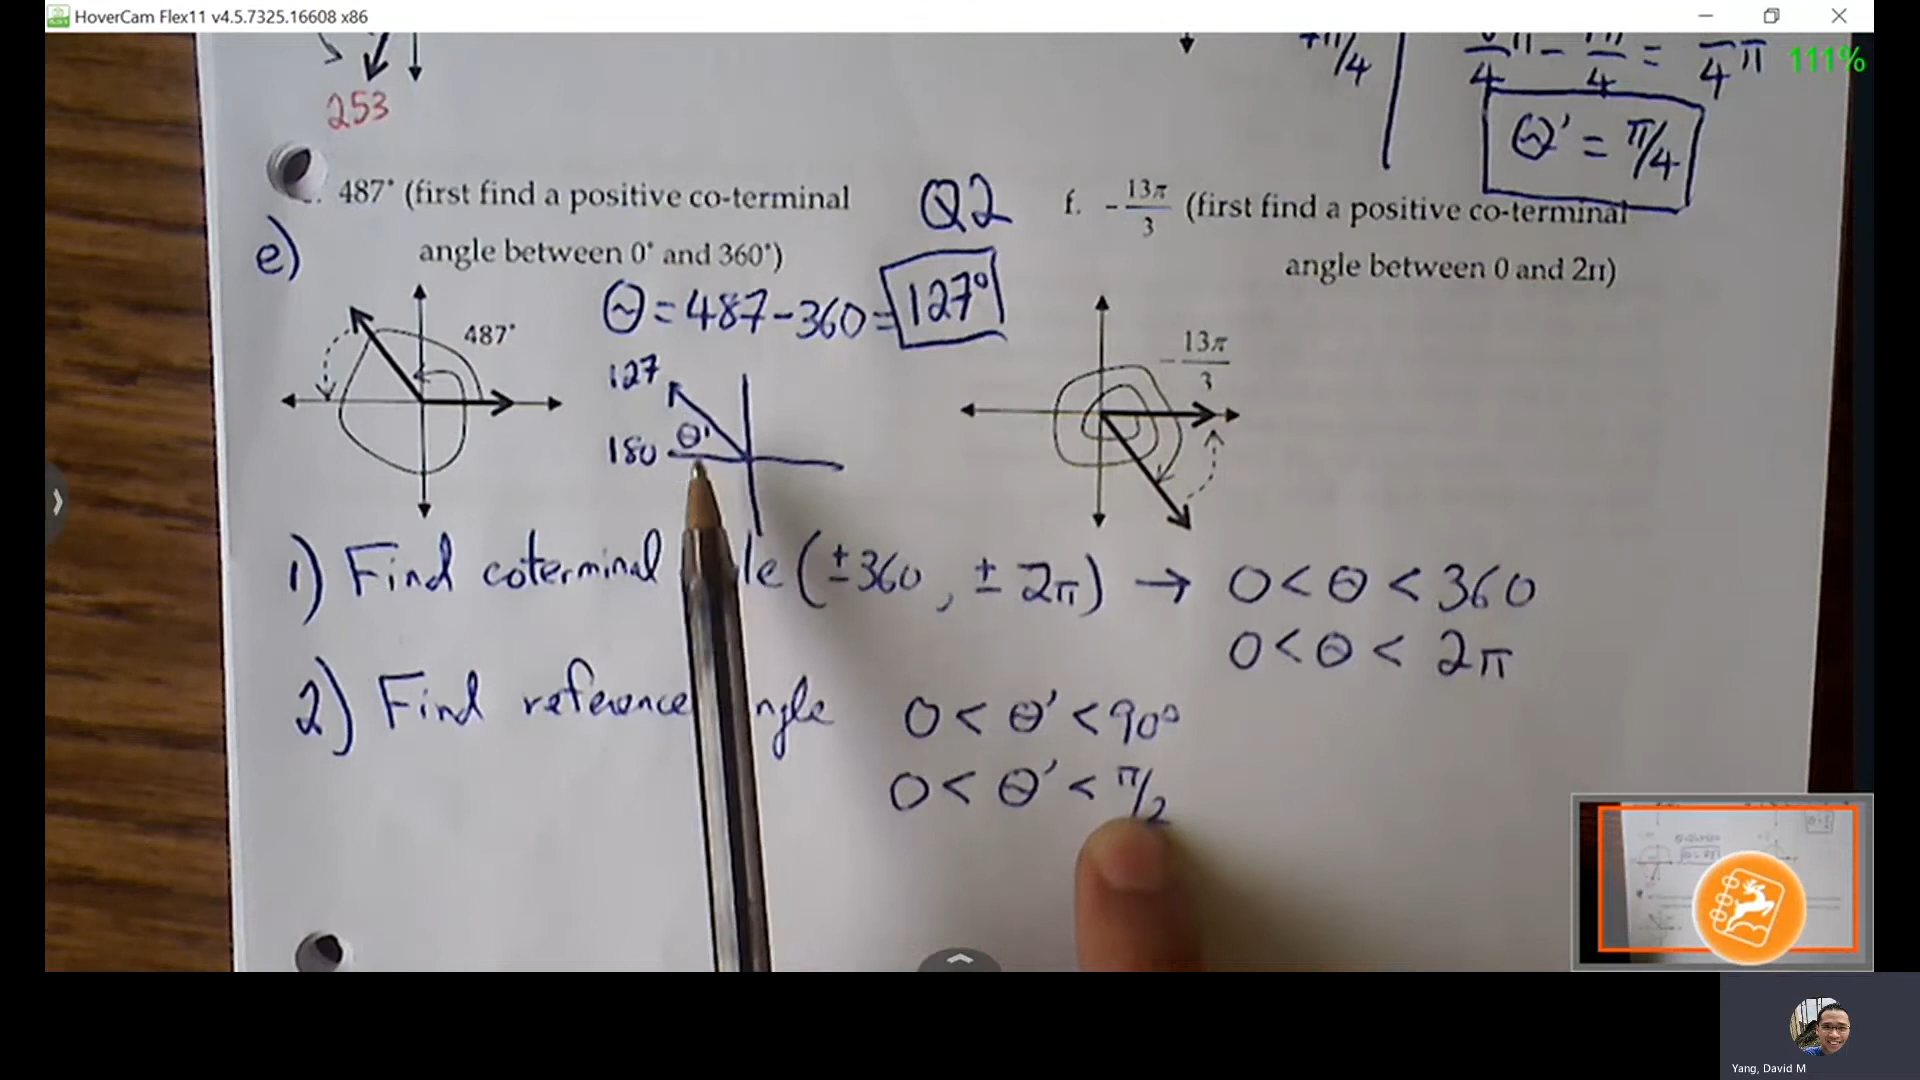 HoverCam Flex11 v4.5.7325.16608 x86
111%
253
θ' = π/4
487° (first find a positive co-terminal
angle between 0° and 360°)
Q2
e)
θ = 487 - 360 = 127°
487°
127
180
θ'
f. -13π/3 (first find a positive co-terminal
angle between 0 and 2π)
-13π/3
1) Find coterminal le (±360, ±2π) → 0 < θ < 360
0 < θ < 2π
2) Find reference ngle 0 < θ' < 90°
0 < θ' < π/2
Yang, David M